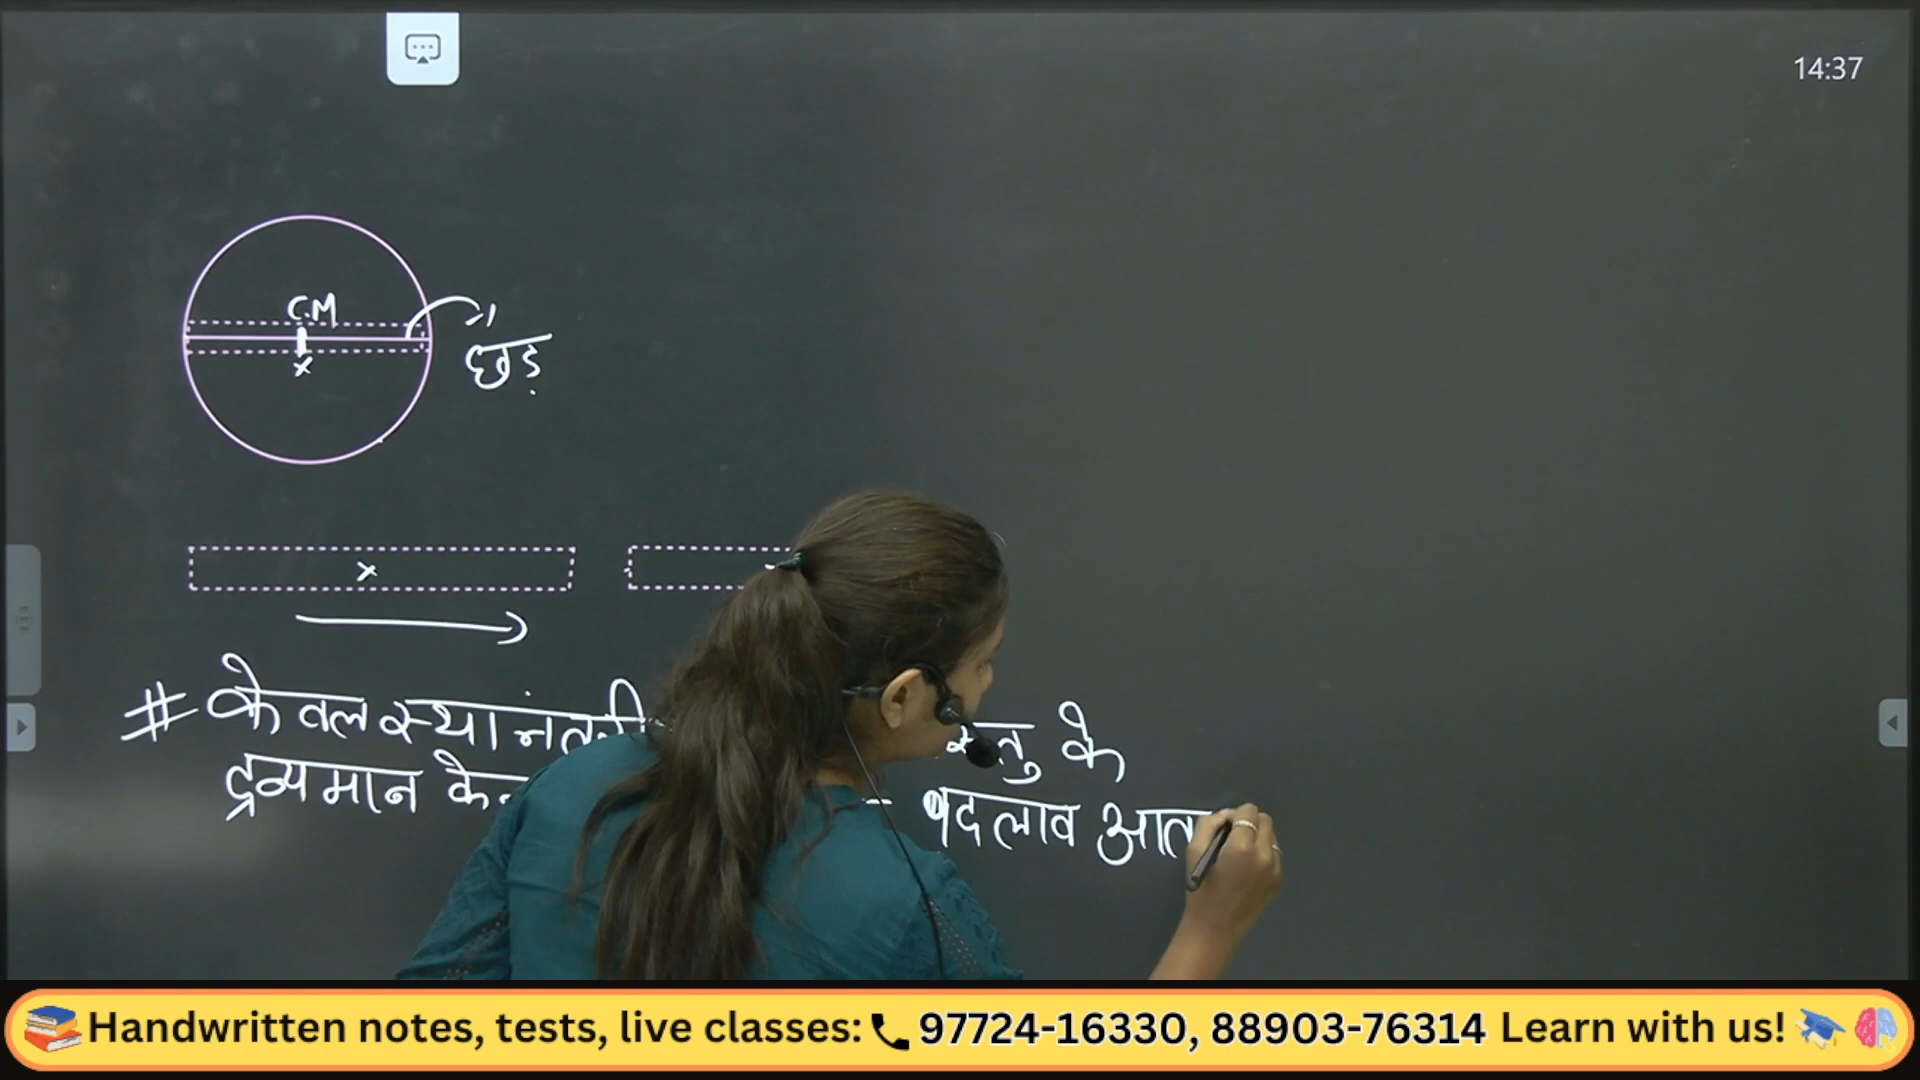 14:37
C.M
x
छड़
x
# केवल स्थानंतरी के
द्रव्यमान बदलाव आत
Handwritten notes, tests, live classes: 97724-16330, 88903-76314 Learn with us!